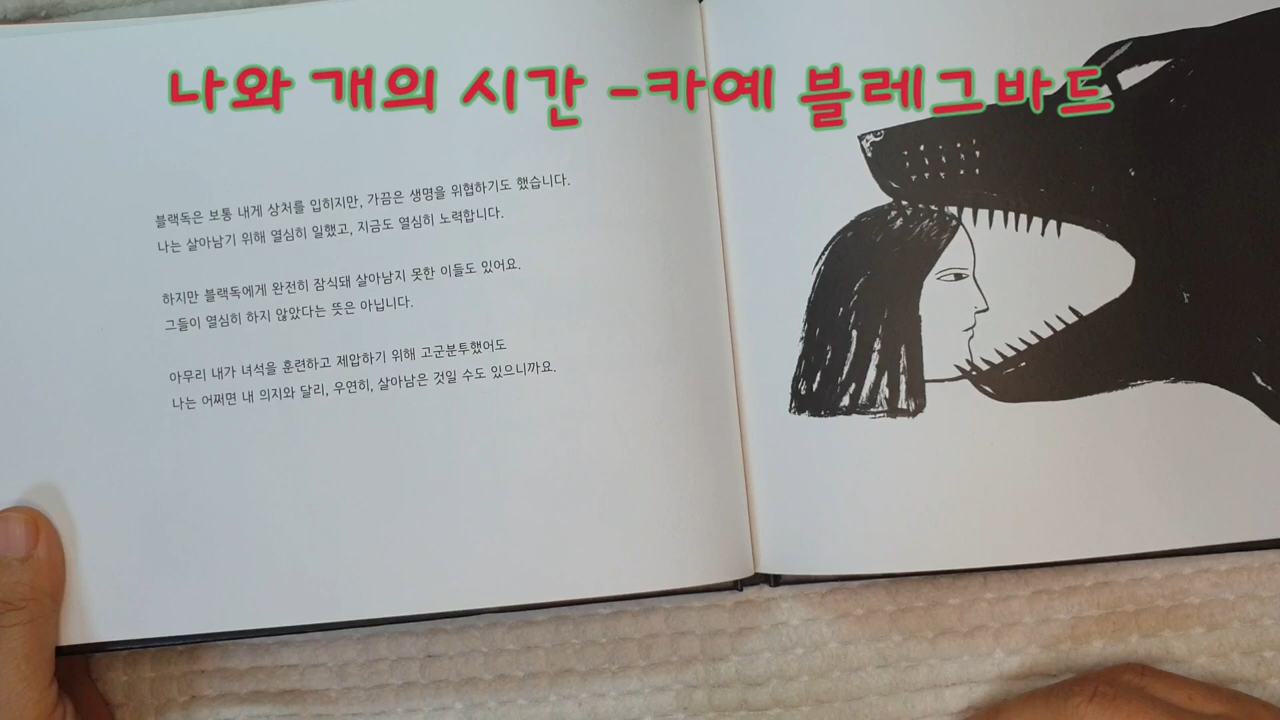 나와 개의 시간 -카예 블레그바드
블랙독은 보통 내게 상처를 입히지만, 가끔은 생명을 위협하기도 했습니다.
나는 살아남기 위해 열심히 일했고, 지금도 열심히 노력합니다.
하지만 블랙독에게 완전히 잠식돼 살아남지 못한 이들도 있어요.
그들이 열심히 하지 않았다는 뜻은 아닙니다.
아무리 내가 녀석을 훈련하고 제압하기 위해 고군분투했어도
나는 어쩌면 내 의지와 달리, 우연히, 살아남은 것일 수도 있으니까요.